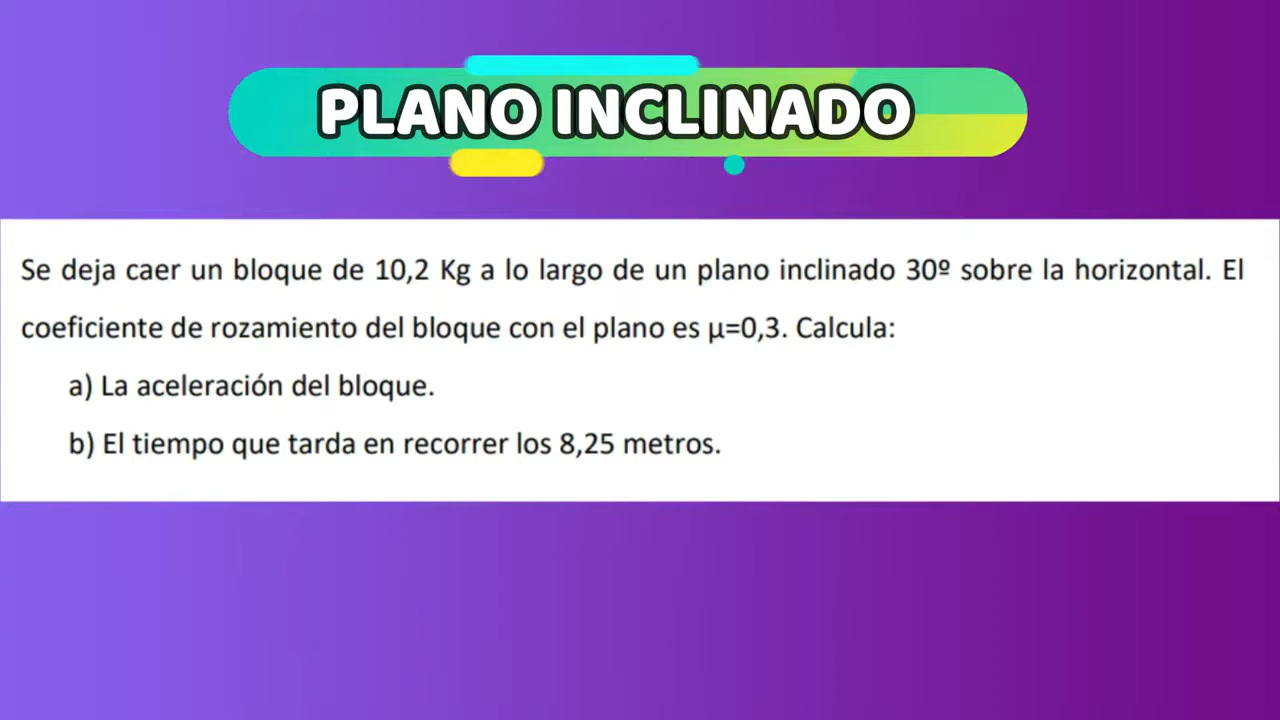 PLANO INCLINADO
Se deja caer un bloque de 10,2 Kg a lo largo de un plano inclinado 30º sobre la horizontal. El
coeficiente de rozamiento del bloque con el plano es µ=0,3. Calcula:
a) La aceleración del bloque.
b) El tiempo que tarda en recorrer los 8,25 metros.